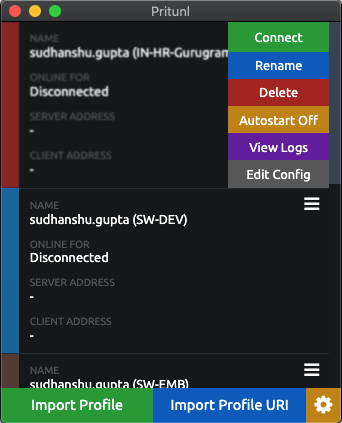 Pritunl
NAME
sudhanshu.gupta (IN-HR-Gurugram
ONLINE FOR
Disconnected
SERVER ADDRESS
-
CLIENT ADDRESS
-
Connect
Rename
Delete
Autostart Off
View Logs
Edit Config
NAME
sudhanshu.gupta (SW-DEV)
ONLINE FOR
Disconnected
SERVER ADDRESS
-
CLIENT ADDRESS
-
NAME
sudhanshu.gupta (SW-EMB)
Import Profile
Import Profile URI